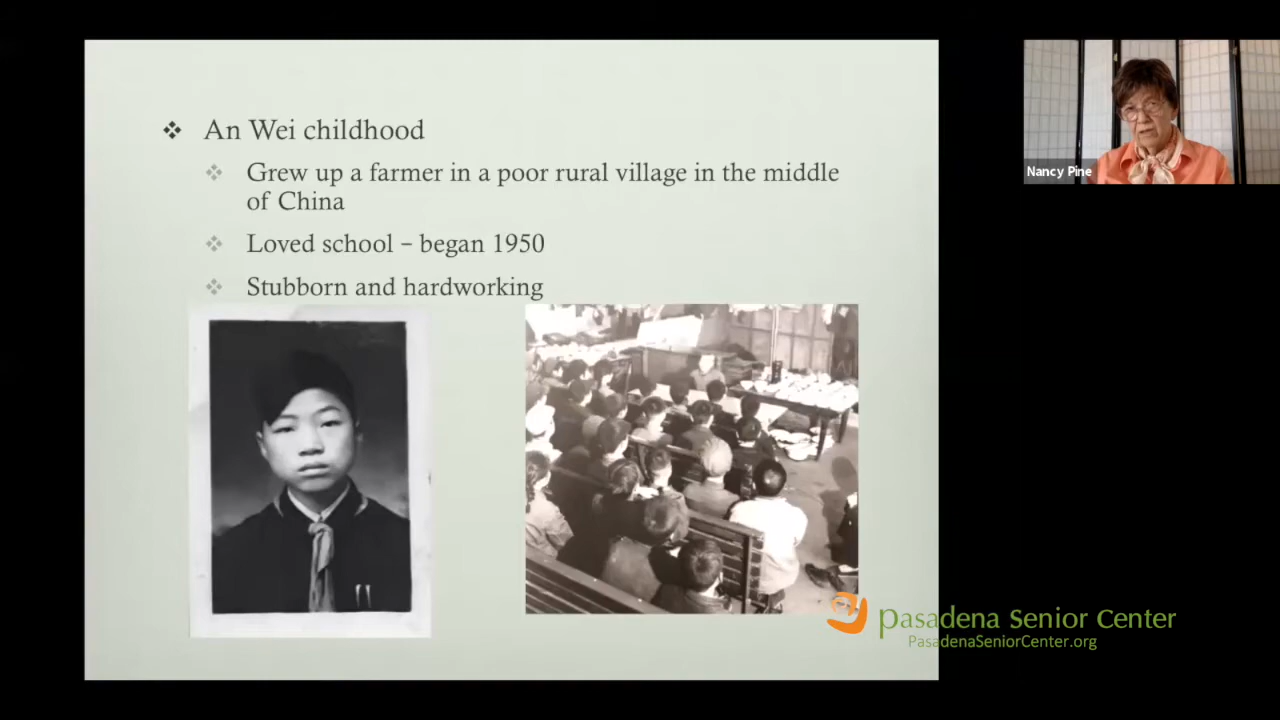 An Wei childhood
Grew up a farmer in a poor rural village in the middle
of China
Loved school – began 1950
Stubborn and hardworking
Nancy Pine
Pasadena Senior Center
PasadenaSeniorCenter.org